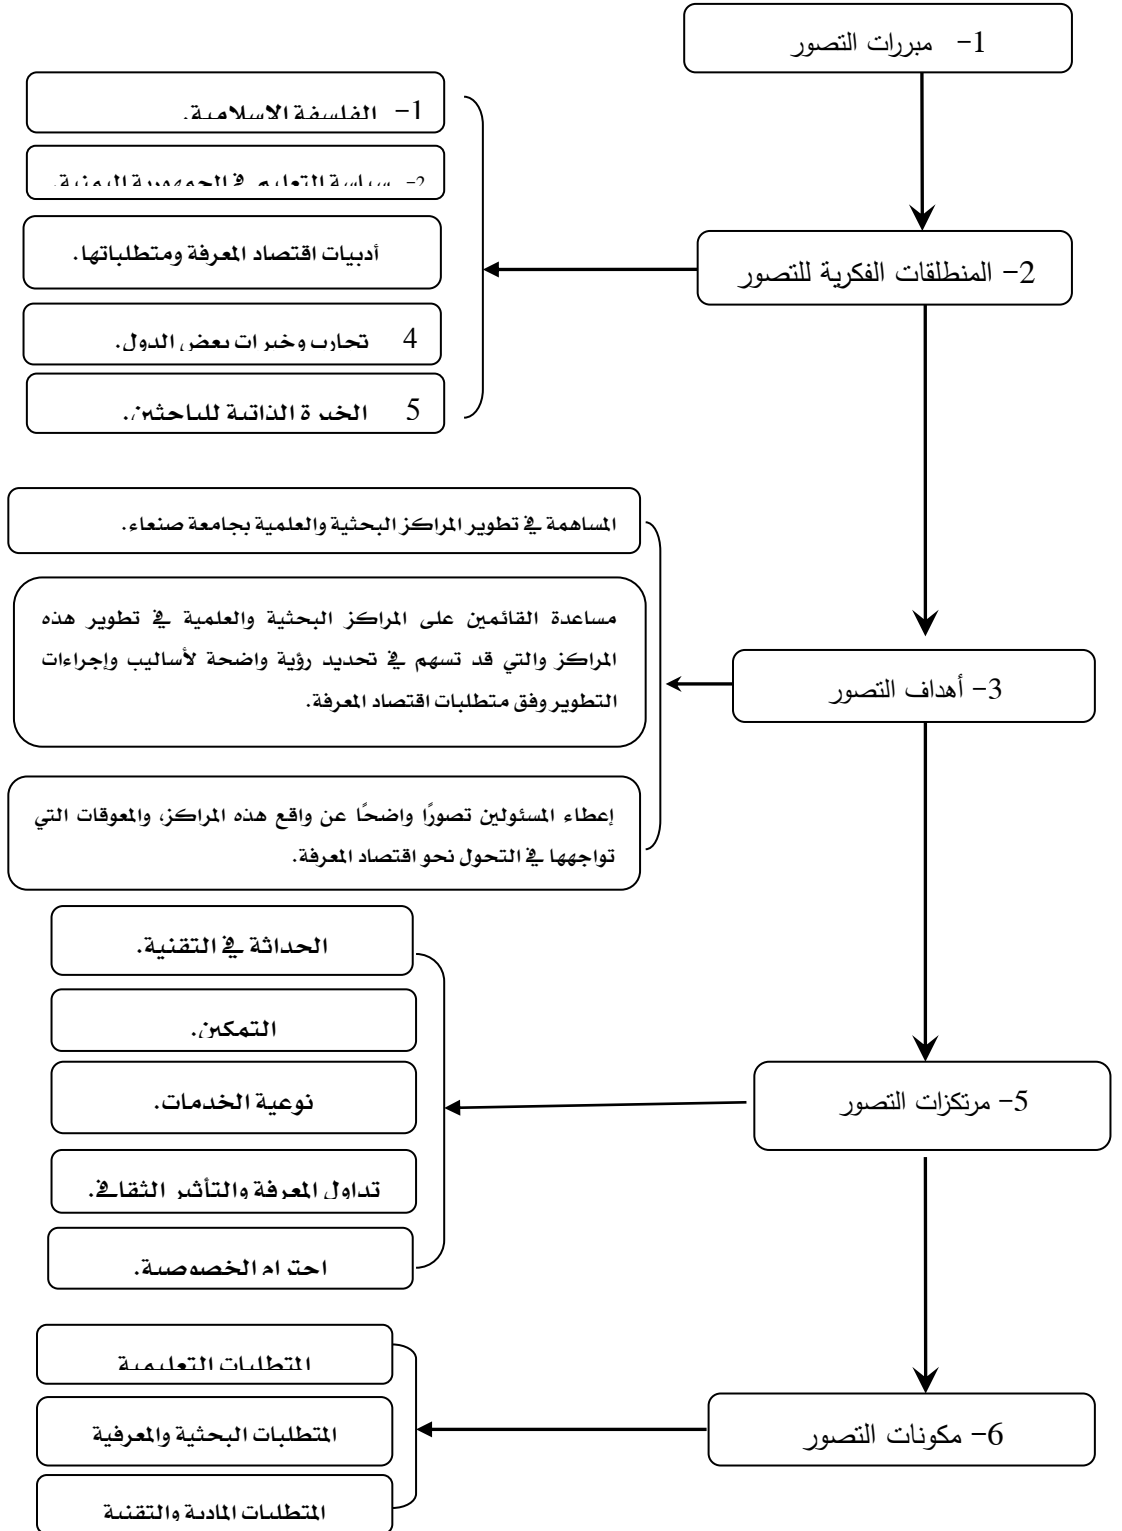 1- مبررات التصور
2- المنطلقات الفكرية للتصور
1- الفلسفة الاسلامية.
2- سياسة التعليم في الجمهورية اليمنية.
أدبيات اقتصاد المعرفة ومتطلباتها.
4 تجارب وخبرات بعض الدول.
5 الخبرة الذاتية للباحثين.
3- أهداف التصور
المساهمة في تطوير المراكز البحثية والعلمية بجامعة صنعاء.
مساعدة القائمين على المراكز البحثية والعلمية في تطوير هذه
المراكز والتي قد تسهم في تحديد رؤية واضحة لأساليب وإجراءات
التطوير وفق متطلبات اقتصاد المعرفة.
إعطاء المسئولين تصورًا واضحًا عن واقع هذه المراكز، والمعوقات التي
تواجهها في التحول نحو اقتصاد المعرفة.
5- مرتكزات التصور
الحداثة في التقنية.
التمكين.
نوعية الخدمات.
تداول المعرفة والتأثير الثقافي.
احترام الخصوصية.
6- مكونات التصور
المتطلبات التعليمية
المتطلبات البحثية والمعرفية
المتطلبات المادية والتقنية